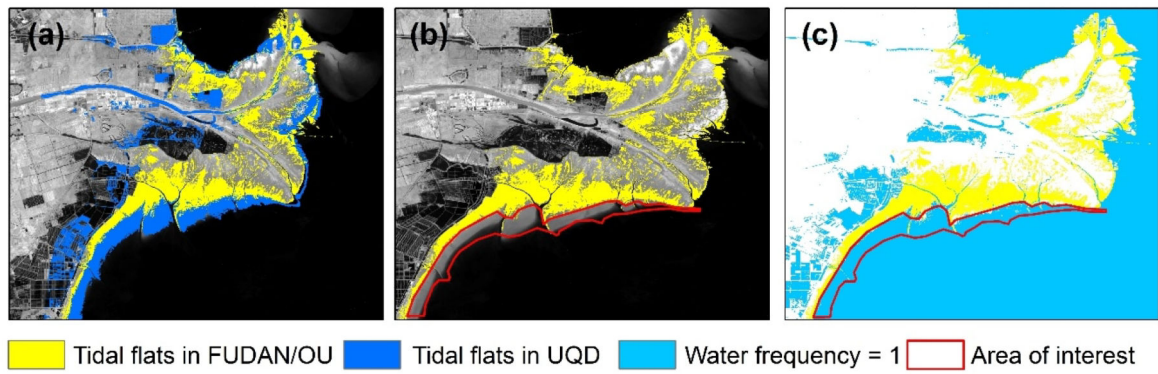 (a) (b) (c)
Tidal flats in FUDAN/OU Tidal flats in UQD Water frequency = 1 Area of interest